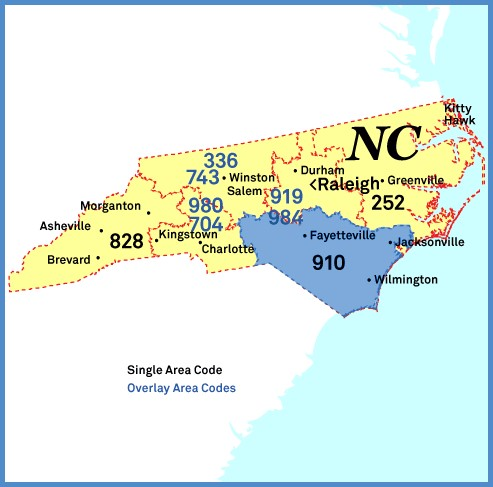 Kitty
Hawk
NC
336
743
Winston
Salem
Durham
<Raleigh
Greenville
919
984
252
980
704
Morganton
Asheville
828
Kingstown
Charlotte
Brevard
Fayetteville
Jacksonville
910
Wilmington
Single Area Code
Overlay Area Codes